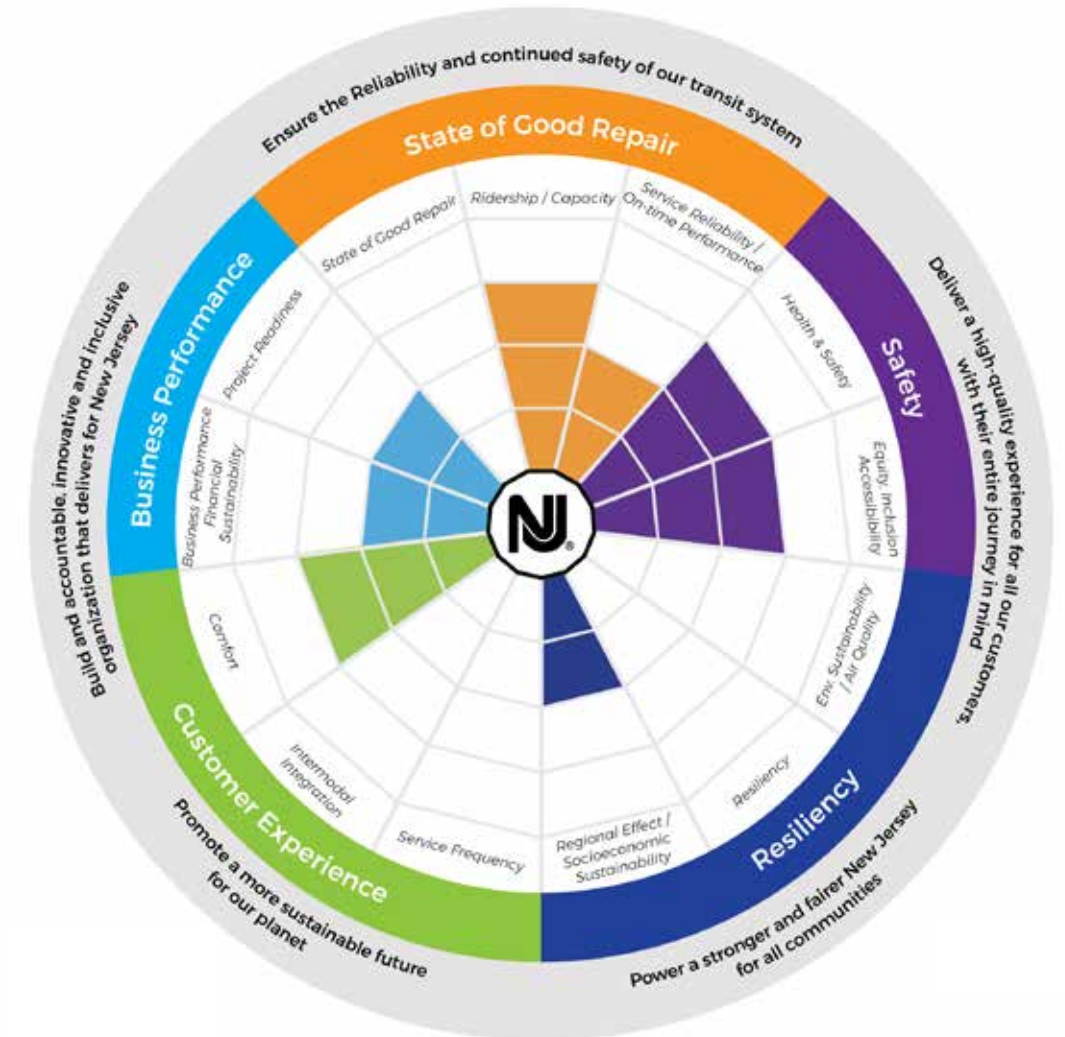 Ensure the Reliability and continued safety of our transit system
State of Good Repair
State of Good Repair
Ridership / Capacity
Service Reliability /
On-time Performance
Safety
Health & Safety
Equity, Inclusion
Accessibibility
Deliver a high-quality experience for all our customers,
with their entire journey in mind
Resiliency
Env. Sustainability
/ Air Quality
Resiliency
Regional Effect /
Socioeconomic
Sustainability
Power a stronger and fairer New Jersey
for all communities
Customer Experience
Service Frequency
Intermodal
Integration
Comfort
Promote a more sustainable future
for our planet
Business Performance
Business Performance
Financial
Sustainability
Project Readiness
Build and accountable, innovative and inclusive
organization that delivers for New Jersey
NJ®